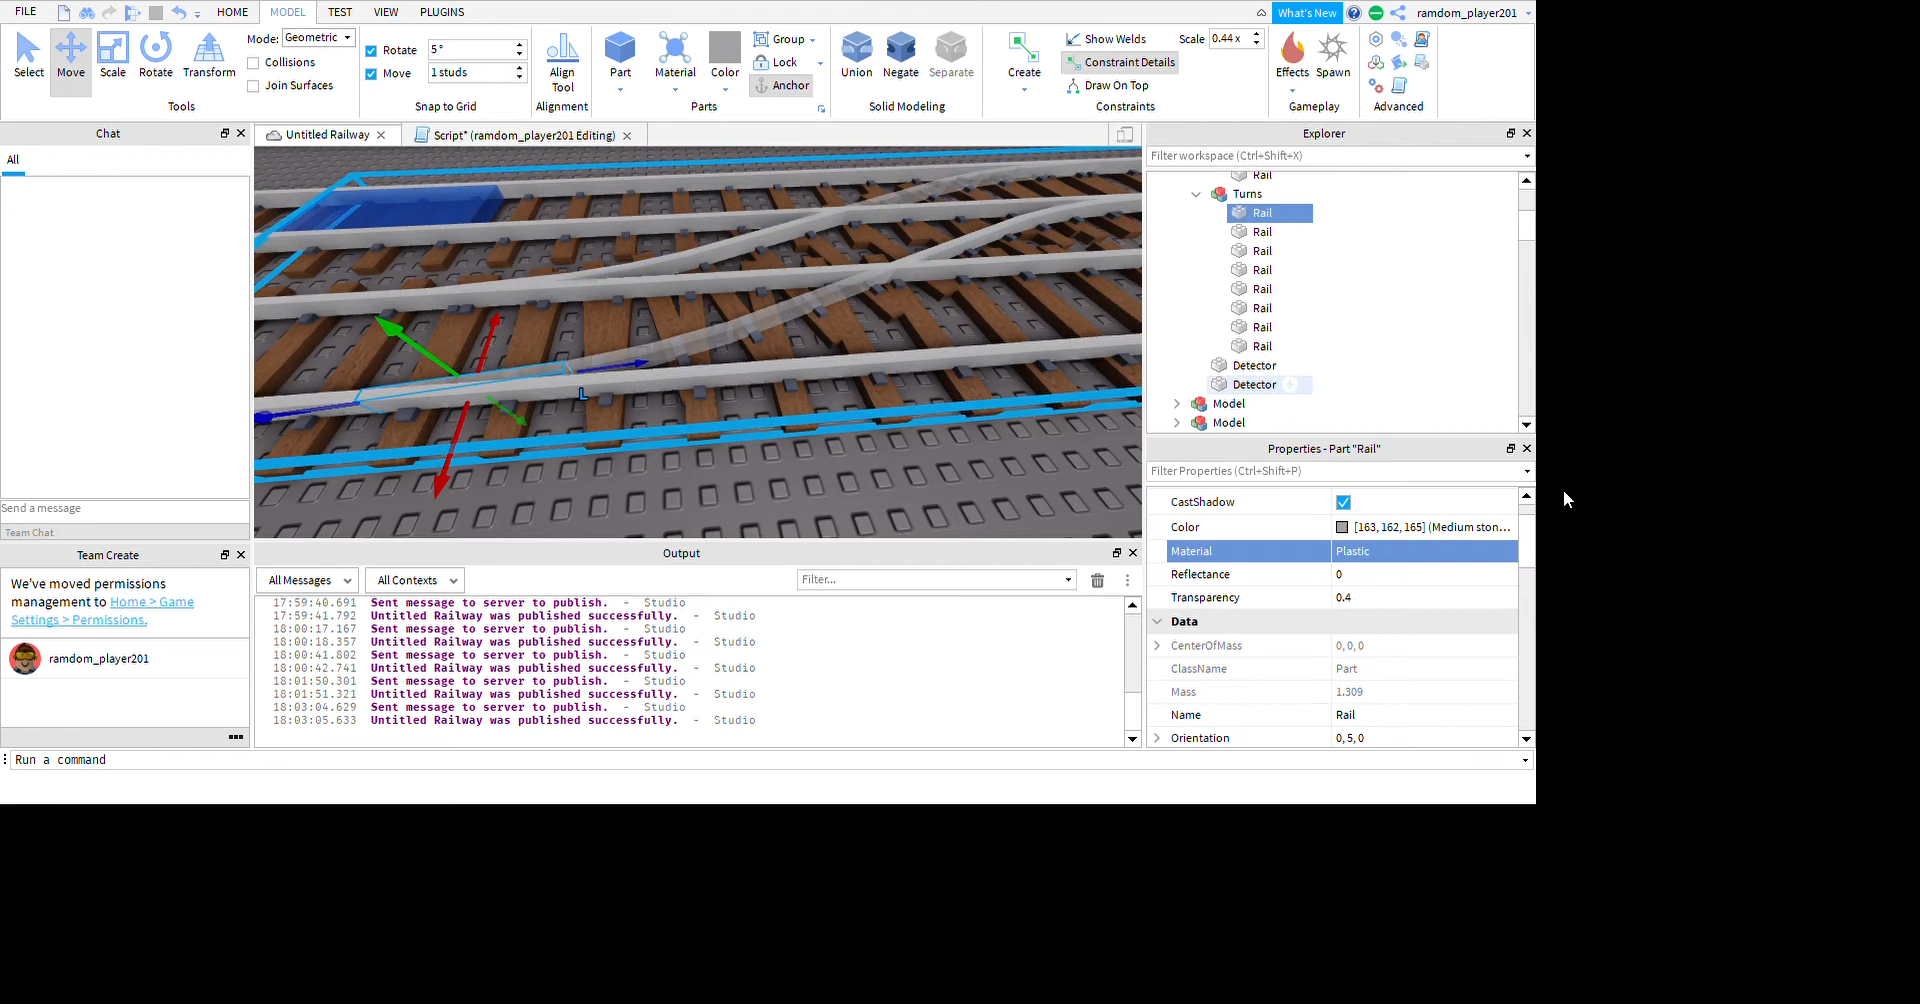 FILE HOME MODEL TEST VIEW PLUGINS What's New ramdom_player201
Select Move Scale Rotate Transform
Mode: Geometric
Collisions
Join Surfaces
Tools
Rotate 5°
Move 1 studs
Snap to Grid
Align Tool
Alignment
Part Material Color
Group
Lock
Anchor
Parts
Union Negate Separate
Solid Modeling
Create
Show Welds Scale 0.44 x
Constraint Details
Draw On Top
Constraints
Effects Spawn
Gameplay
Advanced
Chat
All
Send a message
Team Chat
Team Create
We've moved permissions
management to Home > Game
Settings > Permissions.
ramdom_player201
Untitled Railway
Script* (ramdom_player201 Editing)
L
Output
All Messages All Contexts Filter...
17:59:40.691 Sent message to server to publish. - Studio
17:59:41.792 Untitled Railway was published successfully. - Studio
18:00:17.167 Sent message to server to publish. - Studio
18:00:18.357 Untitled Railway was published successfully. - Studio
18:00:41.802 Sent message to server to publish. - Studio
18:00:42.741 Untitled Railway was published successfully. - Studio
18:01:50.301 Sent message to server to publish. - Studio
18:01:51.321 Untitled Railway was published successfully. - Studio
18:03:04.629 Sent message to server to publish. - Studio
18:03:05.633 Untitled Railway was published successfully. - Studio
Explorer
Filter workspace (Ctrl+Shift+X)
Rail
Turns
Rail
Rail
Rail
Rail
Rail
Rail
Rail
Rail
Detector
Detector
Model
Model
Properties - Part "Rail"
Filter Properties (Ctrl+Shift+P)
CastShadow
Color [163, 162, 165] (Medium ston...
Material Plastic
Reflectance 0
Transparency 0.4
Data
CenterOfMass 0, 0, 0
ClassName Part
Mass 1.309
Name Rail
Orientation 0, 5, 0
Run a command